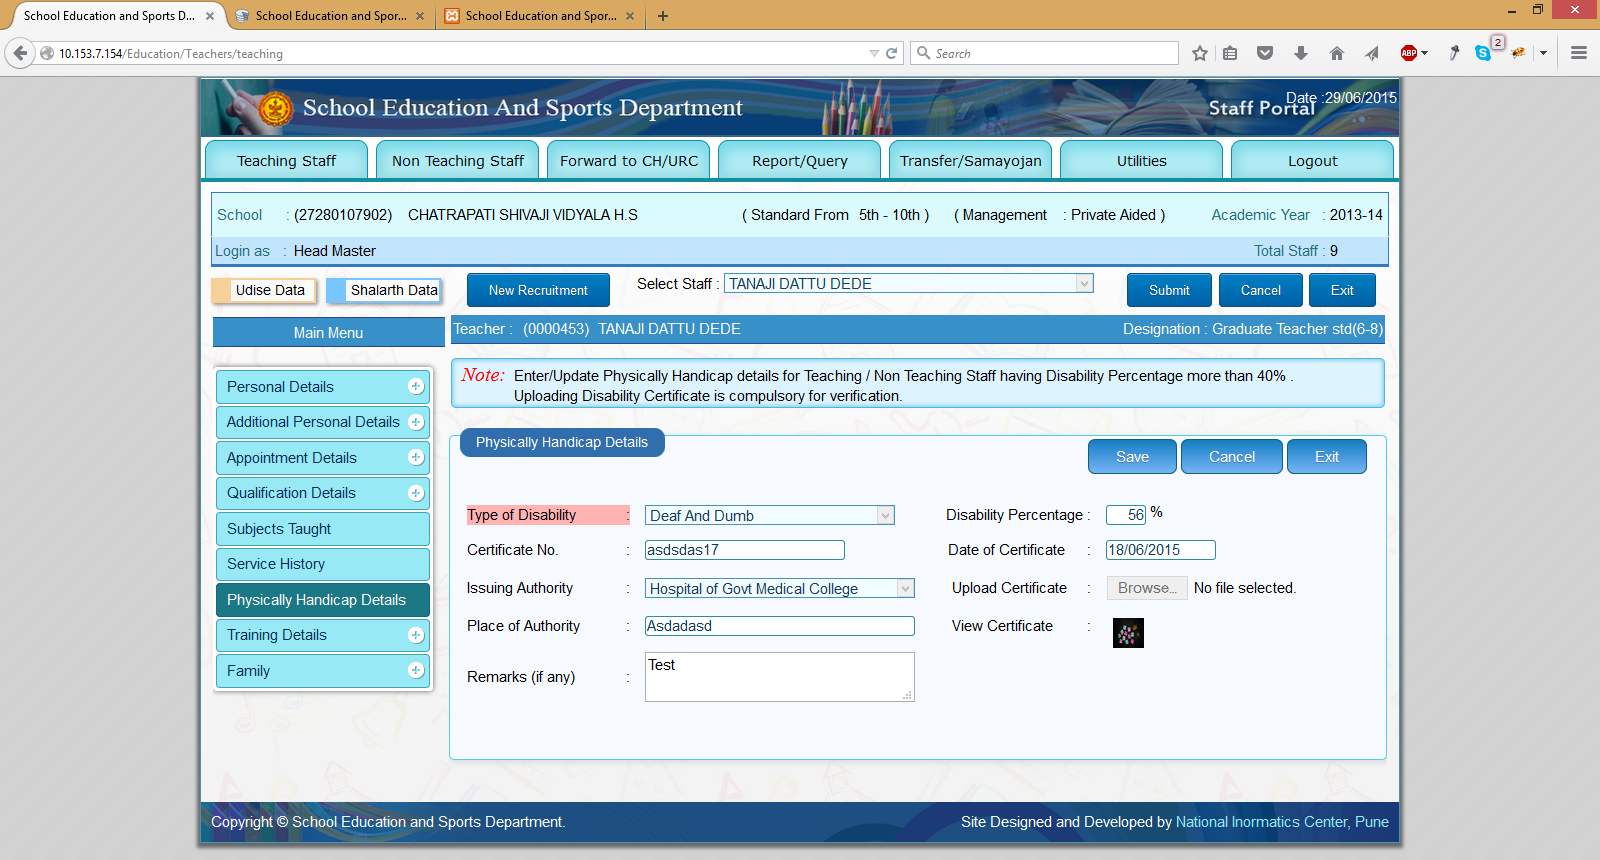 School Education and Sports D... × School Education and Spor... × School Education and Spor... × +
10.153.7.154/Education/Teachers/teaching Search ABP S 2
School Education And Sports Department
Date :29/06/2015
Staff Portal
Teaching Staff Non Teaching Staff Forward to CH/URC Report/Query Transfer/Samayojan Utilities Logout
School : (27280107902) CHATRAPATI SHIVAJI VIDYALA H.S ( Standard From 5th - 10th ) ( Management : Private Aided ) Academic Year : 2013-14
Login as : Head Master Total Staff : 9
Udise Data Shalarth Data New Recruitment Select Staff : TANAJI DATTU DEDE Submit Cancel Exit
Main Menu
Teacher : (0000453) TANAJI DATTU DEDE Designation : Graduate Teacher std(6-8)
Personal Details
Additional Personal Details
Appointment Details
Qualification Details
Subjects Taught
Service History
Physically Handicap Details
Training Details
Family
Note: Enter/Update Physically Handicap details for Teaching / Non Teaching Staff having Disability Percentage more than 40% .
Uploading Disability Certificate is compulsory for verification.
Physically Handicap Details
Save Cancel Exit
Type of Disability : Deaf And Dumb Disability Percentage : 56 %
Certificate No. : asdsdas17 Date of Certificate : 18/06/2015
Issuing Authority : Hospital of Govt Medical College Upload Certificate : Browse... No file selected.
Place of Authority : Asdadasd View Certificate :
Remarks (if any) : Test
Copyright © School Education and Sports Department. Site Designed and Developed by National Inormatics Center, Pune